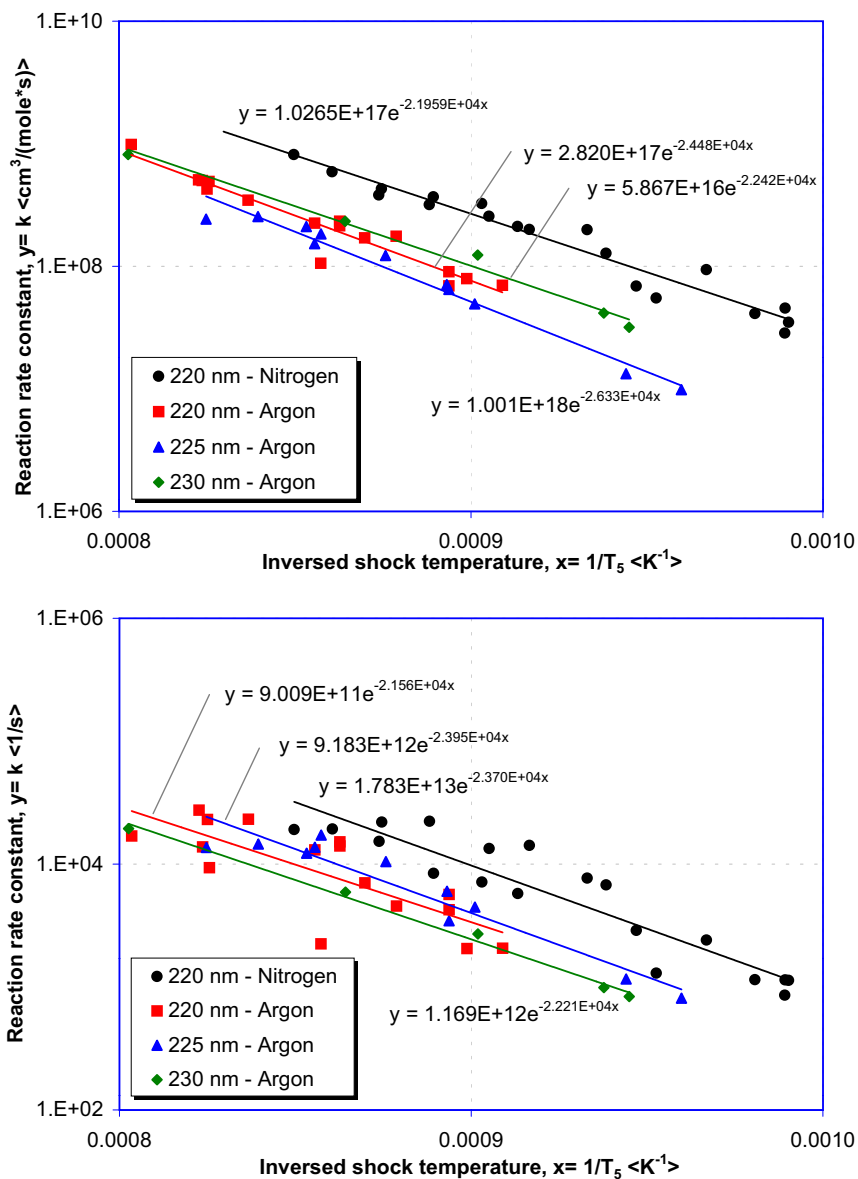 1.E+10
y = 1.0265E+17e^-2.1959E+04x
y = 2.820E+17e^-2.448E+04x
y = 5.867E+16e^-2.242E+04x
1.E+08
Reaction rate constant, y= k <cm³/(mole*s)>
220 nm - Nitrogen
220 nm - Argon
225 nm - Argon
230 nm - Argon
y = 1.001E+18e^-2.633E+04x
1.E+06
0.0008 0.0009 0.0010
Inversed shock temperature, x= 1/T₅ <K⁻¹>
1.E+06
y = 9.009E+11e^-2.156E+04x
y = 9.183E+12e^-2.395E+04x
y = 1.783E+13e^-2.370E+04x
1.E+04
Reaction rate constant, y= k <1/s>
220 nm - Nitrogen
220 nm - Argon
225 nm - Argon
230 nm - Argon
y = 1.169E+12e^-2.221E+04x
1.E+02
0.0008 0.0009 0.0010
Inversed shock temperature, x= 1/T₅ <K⁻¹>